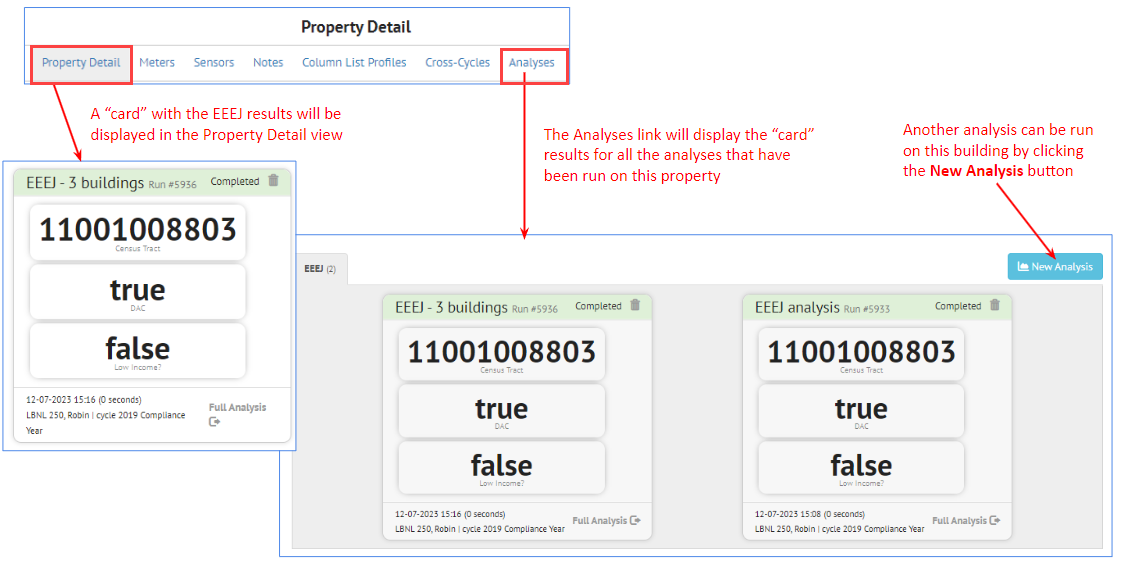 Property Detail
Property Detail Meters Sensors Notes Column List Profiles Cross-Cycles Analyses
A “card” with the EEEJ results will be
displayed in the Property Detail view
The Analyses link will display the “card”
results for all the analyses that have
been run on this property
Another analysis can be run
on this building by clicking
the New Analysis button
EEEJ - 3 buildings Run #5936 Completed
11001008803
Census Tract
true
DAC
false
Low Income?
12-07-2023 15:16 (0 seconds)
LBNL 250, Robin | cycle 2019 Compliance
Year
Full Analysis
EEEJ (2)
New Analysis
EEEJ - 3 buildings Run #5936 Completed
11001008803
Census Tract
true
DAC
false
Low Income?
12-07-2023 15:16 (0 seconds)
LBNL 250, Robin | cycle 2019 Compliance Year
Full Analysis
EEEJ analysis Run #5933 Completed
11001008803
Census Tract
true
DAC
false
Low Income?
12-07-2023 15:08 (0 seconds)
LBNL 250, Robin | cycle 2019 Compliance Year
Full Analysis